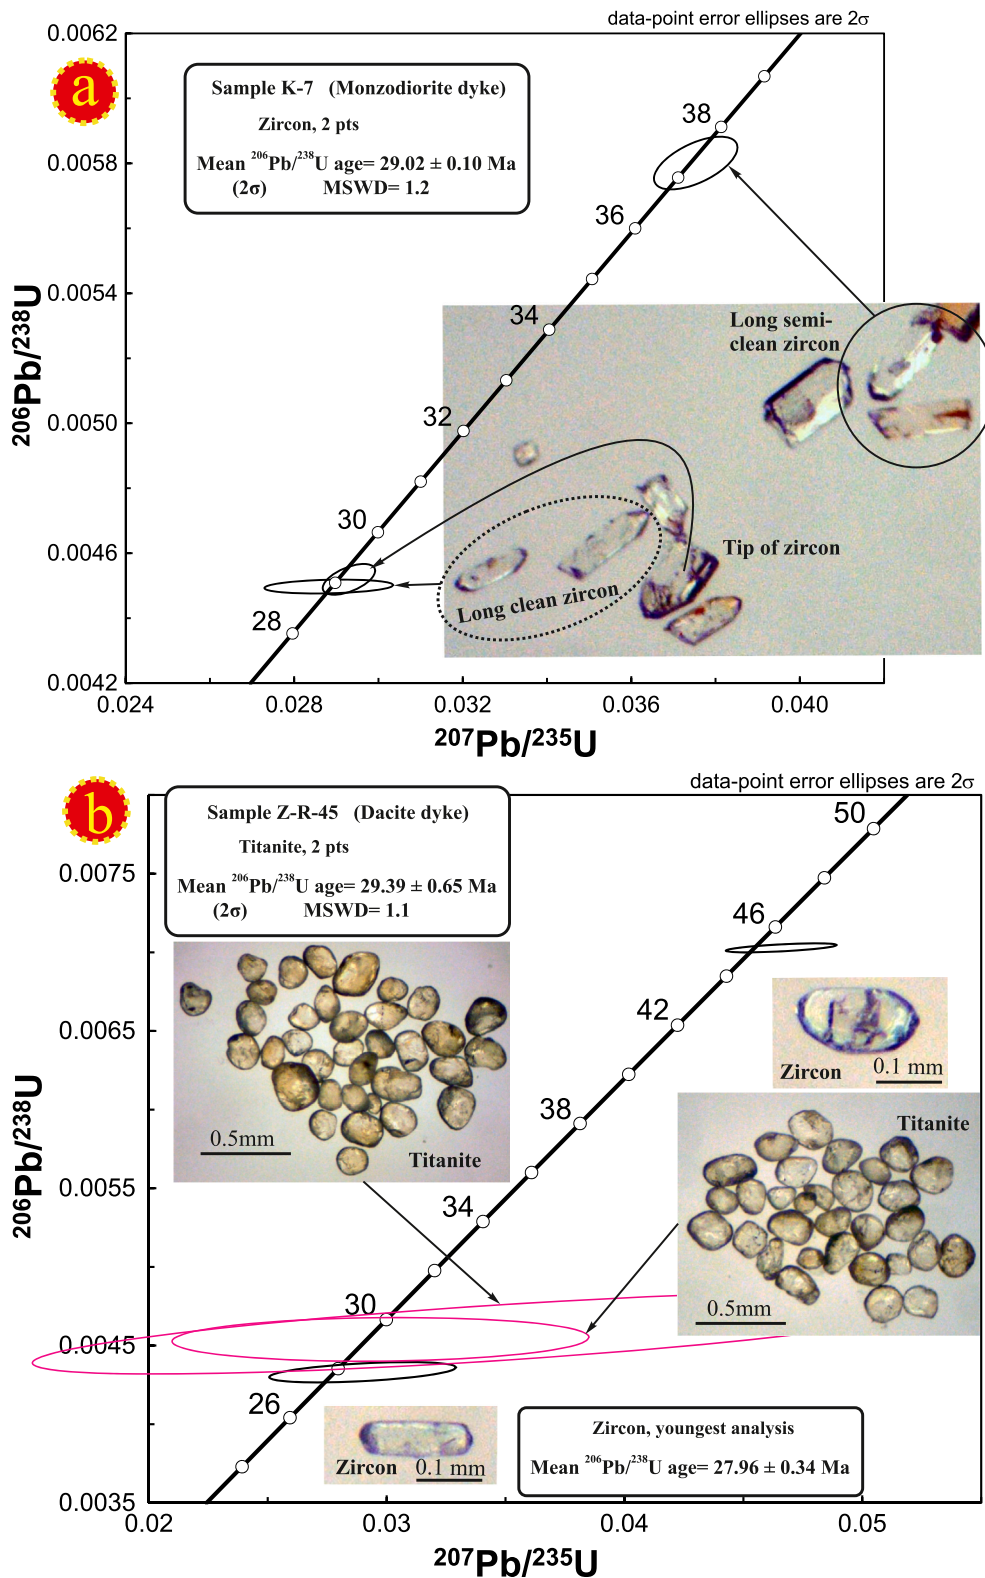 data-point error ellipses are 2σ
a
Sample K-7 (Monzodiorite dyke)
Zircon, 2 pts
Mean 206Pb/238U age= 29.02 ± 0.10 Ma
(2σ) MSWD= 1.2
0.0062
0.0058
0.0054
0.0050
0.0046
0.0042
206Pb/238U
38
36
34
32
30
28
Long semi-
clean zircon
Tip of zircon
Long clean zircon
0.024
0.028
0.032
0.036
0.040
207Pb/235U
data-point error ellipses are 2σ
b
Sample Z-R-45 (Dacite dyke)
Titanite, 2 pts
Mean 206Pb/238U age= 29.39 ± 0.65 Ma
(2σ) MSWD= 1.1
0.0075
0.0065
0.0055
0.0045
0.0035
206Pb/238U
50
46
42
38
34
30
26
Zircon
0.1 mm
0.5mm
Titanite
Titanite
0.5mm
Zircon
0.1 mm
Zircon, youngest analysis
Mean 206Pb/238U age= 27.96 ± 0.34 Ma
0.02
0.03
0.04
0.05
207Pb/235U